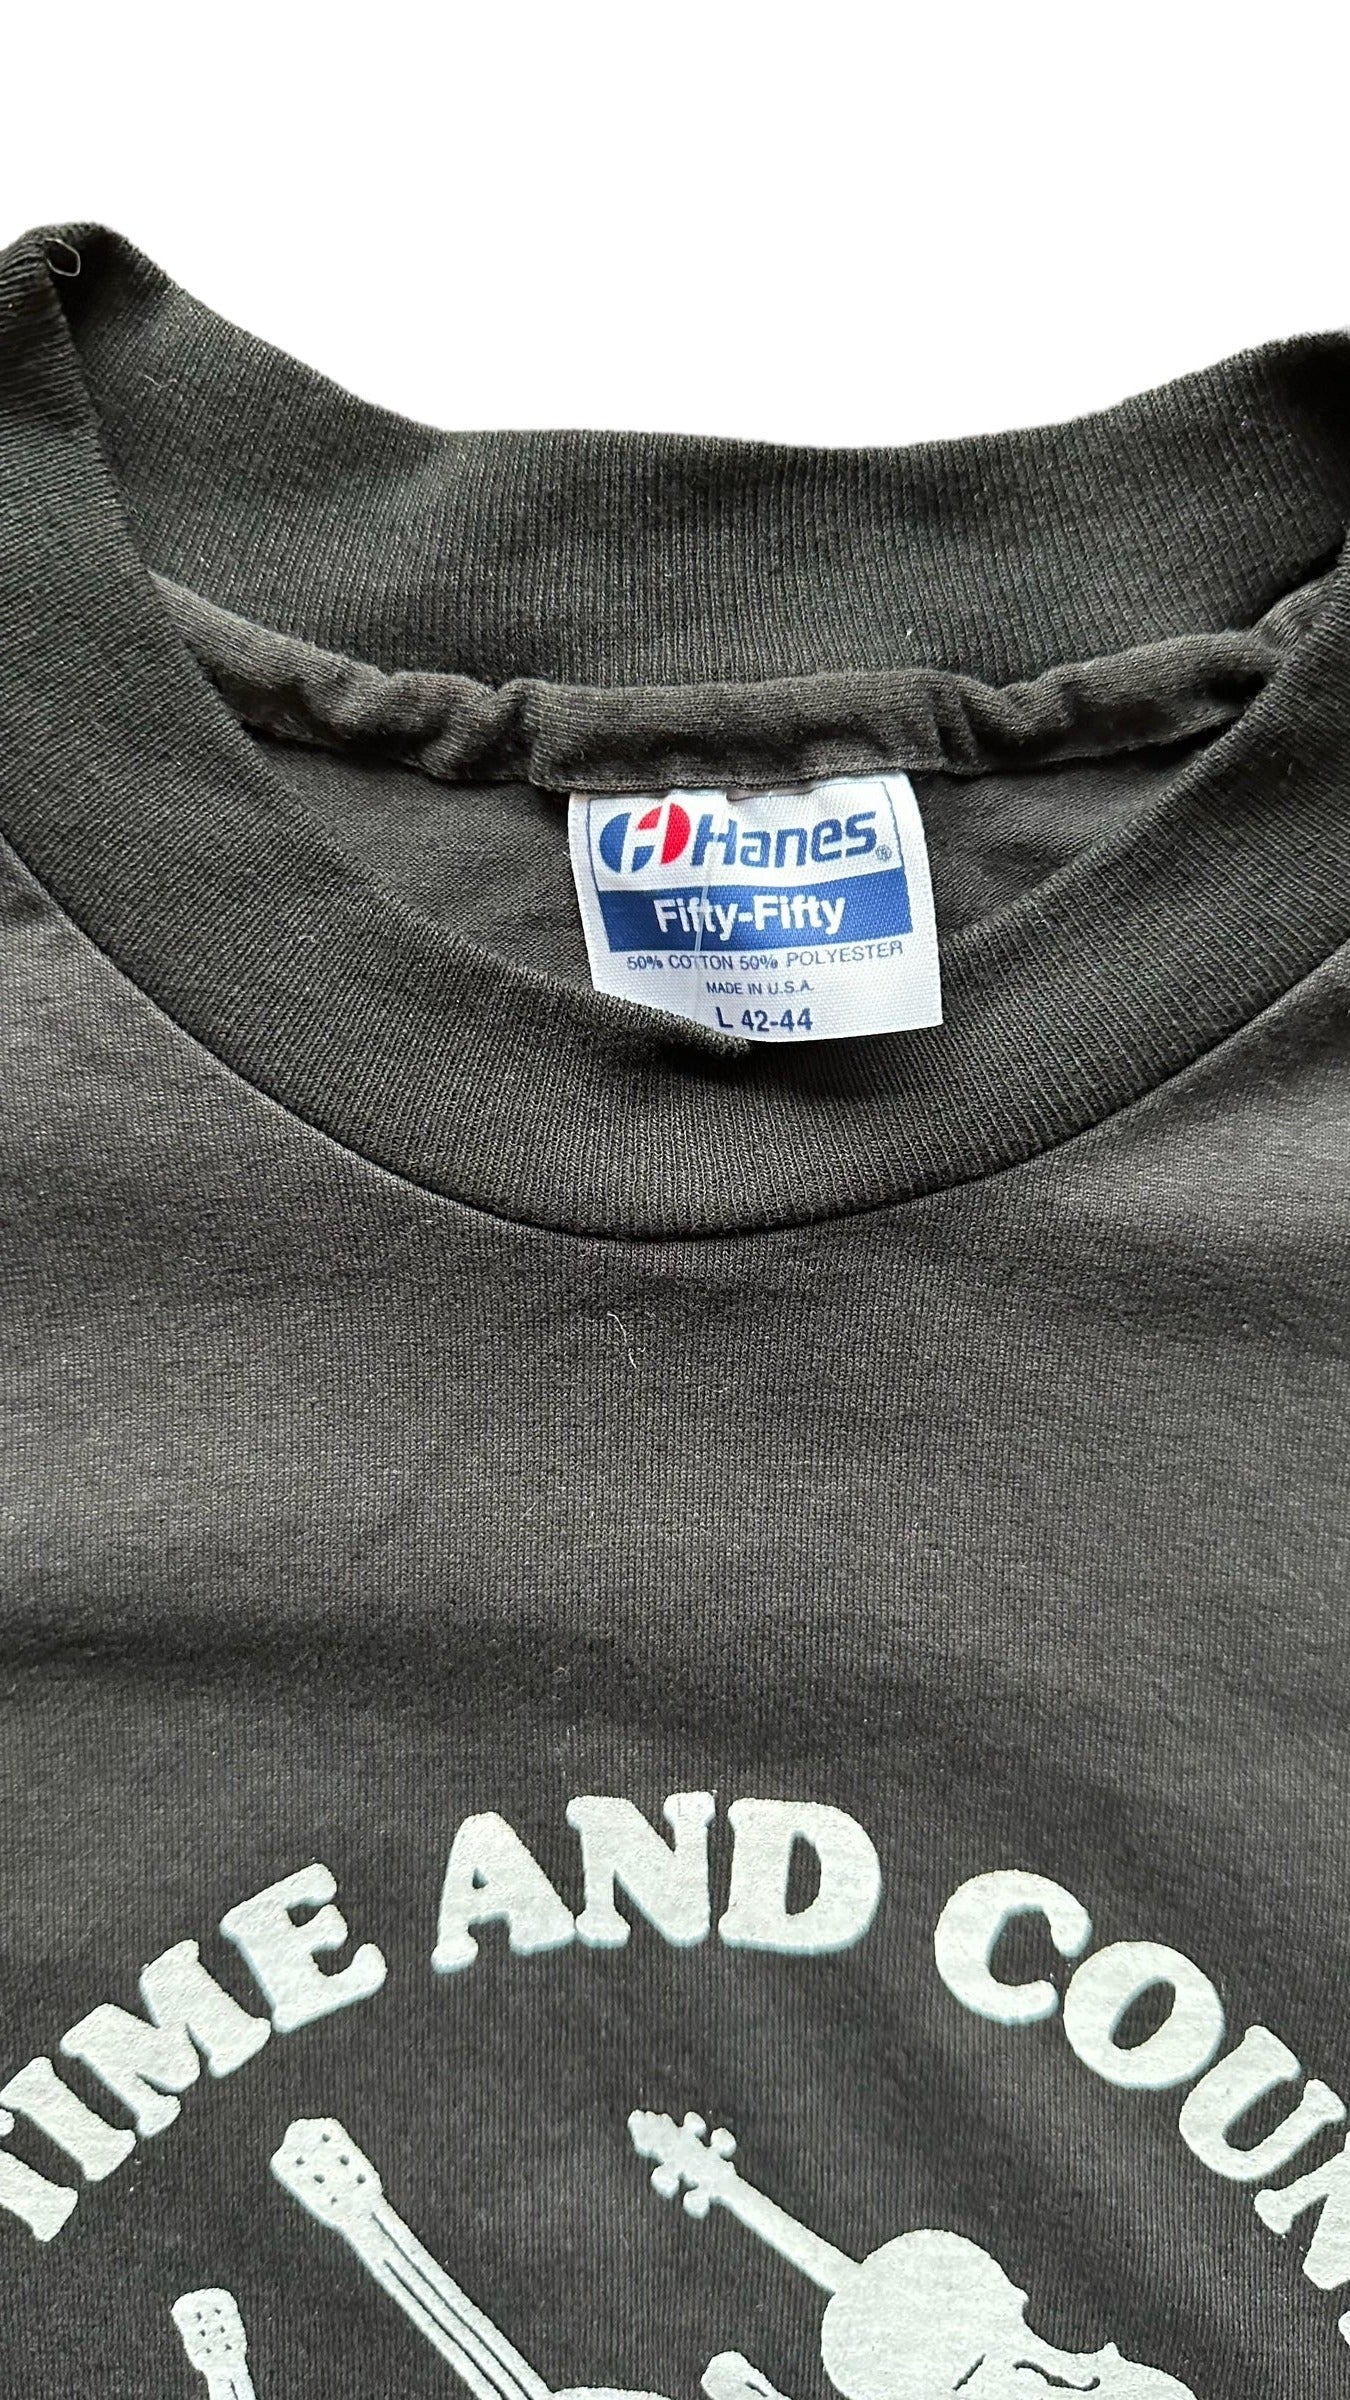 Hanes®
Fifty-Fifty
50% COTTON 50% POLYESTER
MADE IN U.S.A.
L 42-44
TIME AND COUN